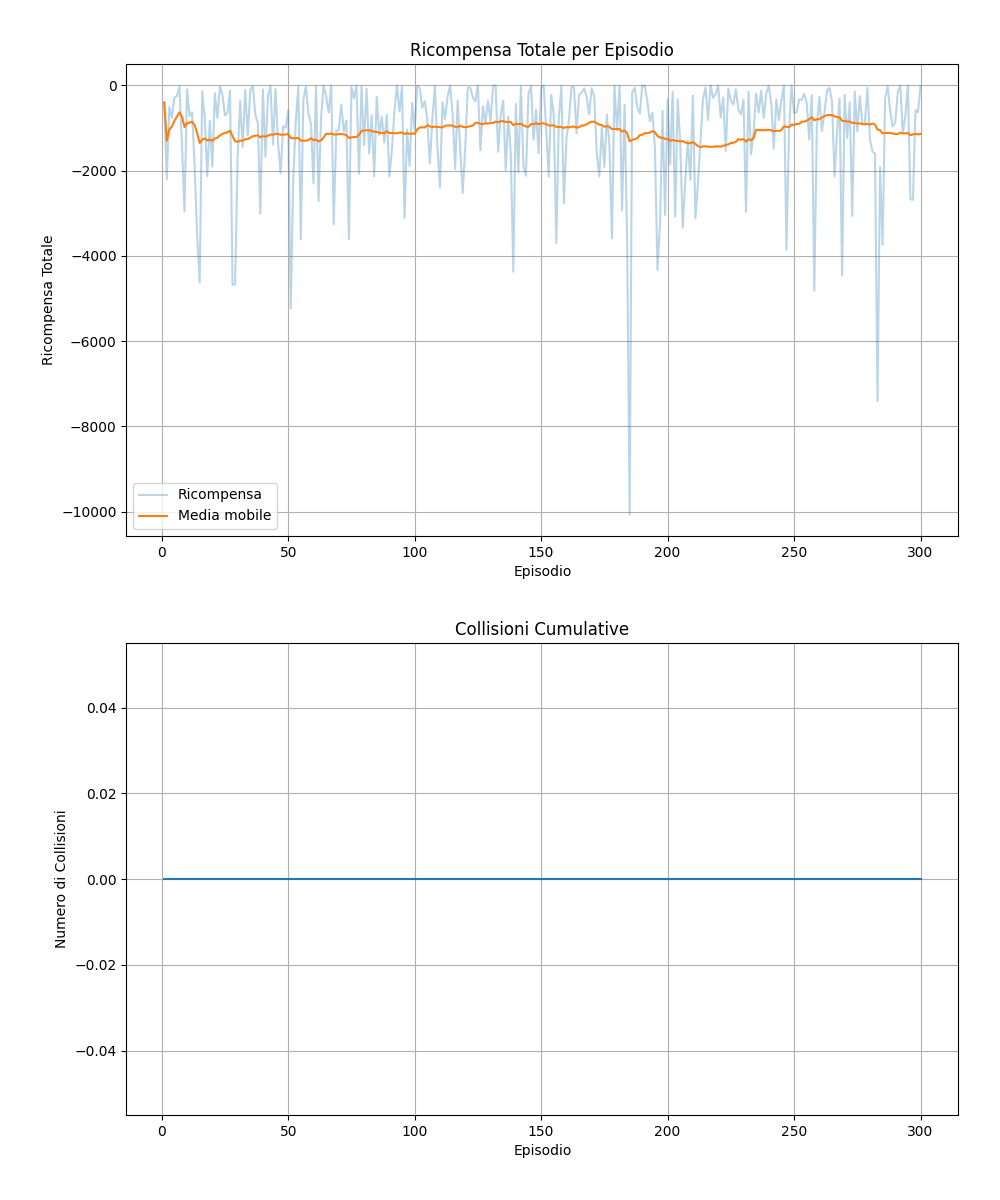 Ricompensa Totale per Episodio
0
−2000
−4000
−6000
−8000
−10000
Ricompensa Totale
Ricompensa
Media mobile
0 50 100 150 200 250 300
Episodio
Collisioni Cumulative
0.04
0.02
0.00
−0.02
−0.04
Numero di Collisioni
0 50 100 150 200 250 300
Episodio